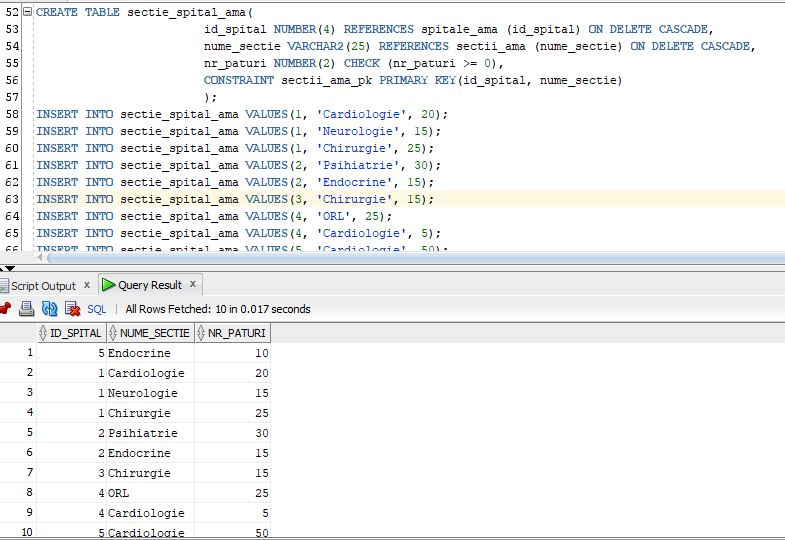 52 CREATE TABLE sectie_spital_ama(
53 id_spital NUMBER(4) REFERENCES spitale_ama (id_spital) ON DELETE CASCADE,
54 nume_sectie VARCHAR2(25) REFERENCES sectii_ama (nume_sectie) ON DELETE CASCADE,
55 nr_paturi NUMBER(2) CHECK (nr_paturi >= 0),
56 CONSTRAINT sectii_ama_pk PRIMARY KEY(id_spital, nume_sectie)
57 );
58 INSERT INTO sectie_spital_ama VALUES(1, 'Cardiologie', 20);
59 INSERT INTO sectie_spital_ama VALUES(1, 'Neurologie', 15);
60 INSERT INTO sectie_spital_ama VALUES(1, 'Chirurgie', 25);
61 INSERT INTO sectie_spital_ama VALUES(2, 'Psihiatrie', 30);
62 INSERT INTO sectie_spital_ama VALUES(2, 'Endocrine', 15);
63 INSERT INTO sectie_spital_ama VALUES(3, 'Chirurgie', 15);
64 INSERT INTO sectie_spital_ama VALUES(4, 'ORL', 25);
65 INSERT INTO sectie_spital_ama VALUES(4, 'Cardiologie', 5);
66 INSERT INTO sectie_spital_ama VALUES(5, 'Cardiologie', 50);
Script Output x Query Result x
SQL | All Rows Fetched: 10 in 0.017 seconds
ID_SPITAL NUME_SECTIE NR_PATURI
1 5 Endocrine 10
2 1 Cardiologie 20
3 1 Neurologie 15
4 1 Chirurgie 25
5 2 Psihiatrie 30
6 2 Endocrine 15
7 3 Chirurgie 15
8 4 ORL 25
9 4 Cardiologie 5
10 5 Cardiologie 50